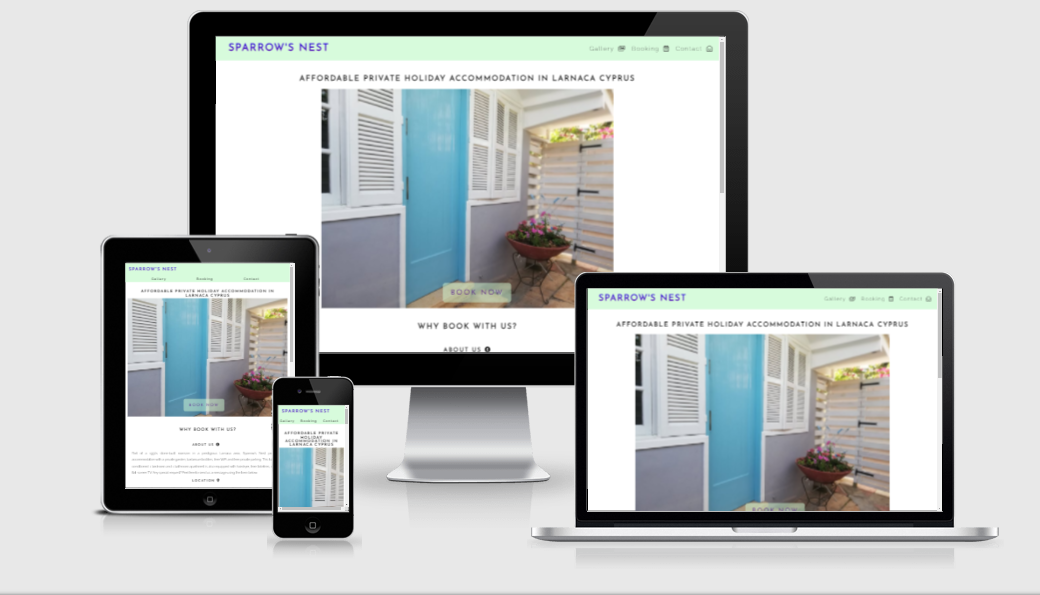 SPARROW'S NEST
Gallery Booking Contact
AFFORDABLE PRIVATE HOLIDAY ACCOMMODATION IN LARNACA CYPRUS
BOOK NOW
WHY BOOK WITH US?
ABOUT US
SPARROW'S NEST
Gallery Booking Contact
AFFORDABLE PRIVATE HOLIDAY ACCOMMODATION IN
LARNACA CYPRUS
BOOK NOW
WHY BOOK WITH US?
ABOUT US
LOCATION
SPARROW'S NEST
Gallery Booking Contact
AFFORDABLE PRIVATE
HOLIDAY
ACCOMMODATION IN
LARNACA CYPRUS
SPARROW'S NEST
Gallery Booking Contact
AFFORDABLE PRIVATE HOLIDAY ACCOMMODATION IN LARNACA CYPRUS
BOOK NOW